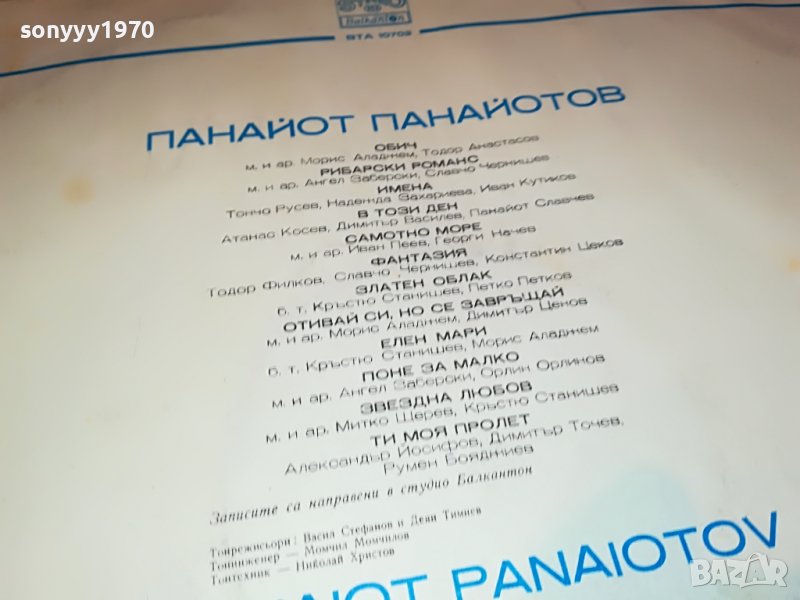 sonyyy1970
Balkanton
ВТА 10709
ПАНАЙОТ ПАНАЙОТОВ
ОБИЧ
м. и ар. Морис Аладжем, Тодор Анастасов
РИБАРСКИ РОМАНС
м. и ар. Ангел Заберски, Славчо Чернишев
ИМЕНА
Тончо Русев, Надежда Захариева, Иван Кутиков
В ТОЗИ ДЕН
Атанас Косев, Димитър Василев, Панайот Славчев
САМОТНО МОРЕ
м. и ар. Иван Пеев, Георги Начев
ФАНТАЗИЯ
Тодор Филков, Славчо Чернишев, Константин Цеков
ЗЛАТЕН ОБЛАК
б. т. Кръстю Станишев, Петко Петков
ОТИВАЙ СИ, НО СЕ ЗАВРЪЩАЙ
м. и ар. Морис Аладжем, Димитър Ценов
ЕЛЕН МАРИ
б. т. Кръстю Станишев, Морис Аладжем
ПОНЕ ЗА МАЛКО
м. и ар. Ангел Заберски, Орлин Орлинов
ЗВЕЗДНА ЛЮБОВ
м. и ар. Митко Щерев, Кръстю Станишев
ТИ МОЯ ПРОЛЕТ
Александър Йосифов, Димитър Точев,
Румен Бояджиев
Записите са направени в студио Балкантон
Тонрежисьори: Васил Стефанов и Деян Тимнев
Тонинженер — Момчил Момчилов
Тонтехник — Николай Христов
PANAIOTOV
BAZAR